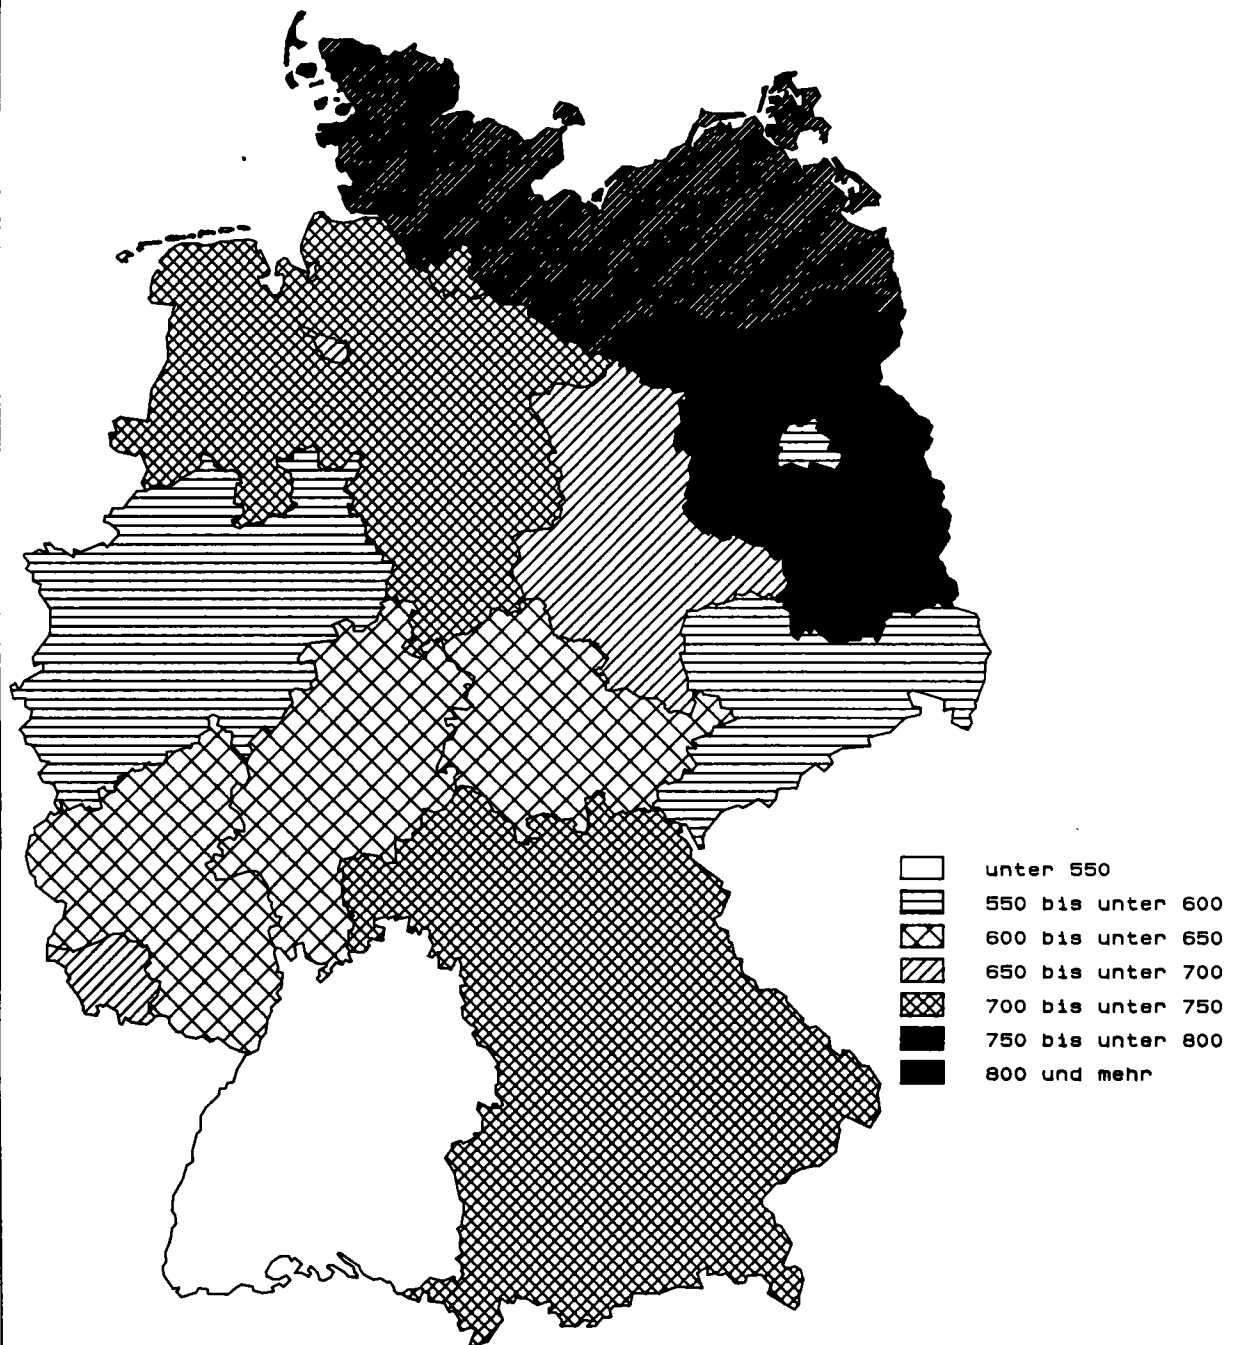 unter 550
550 bis unter 600
600 bis unter 650
650 bis unter 700
700 bis unter 750
750 bis unter 800
800 und mehr